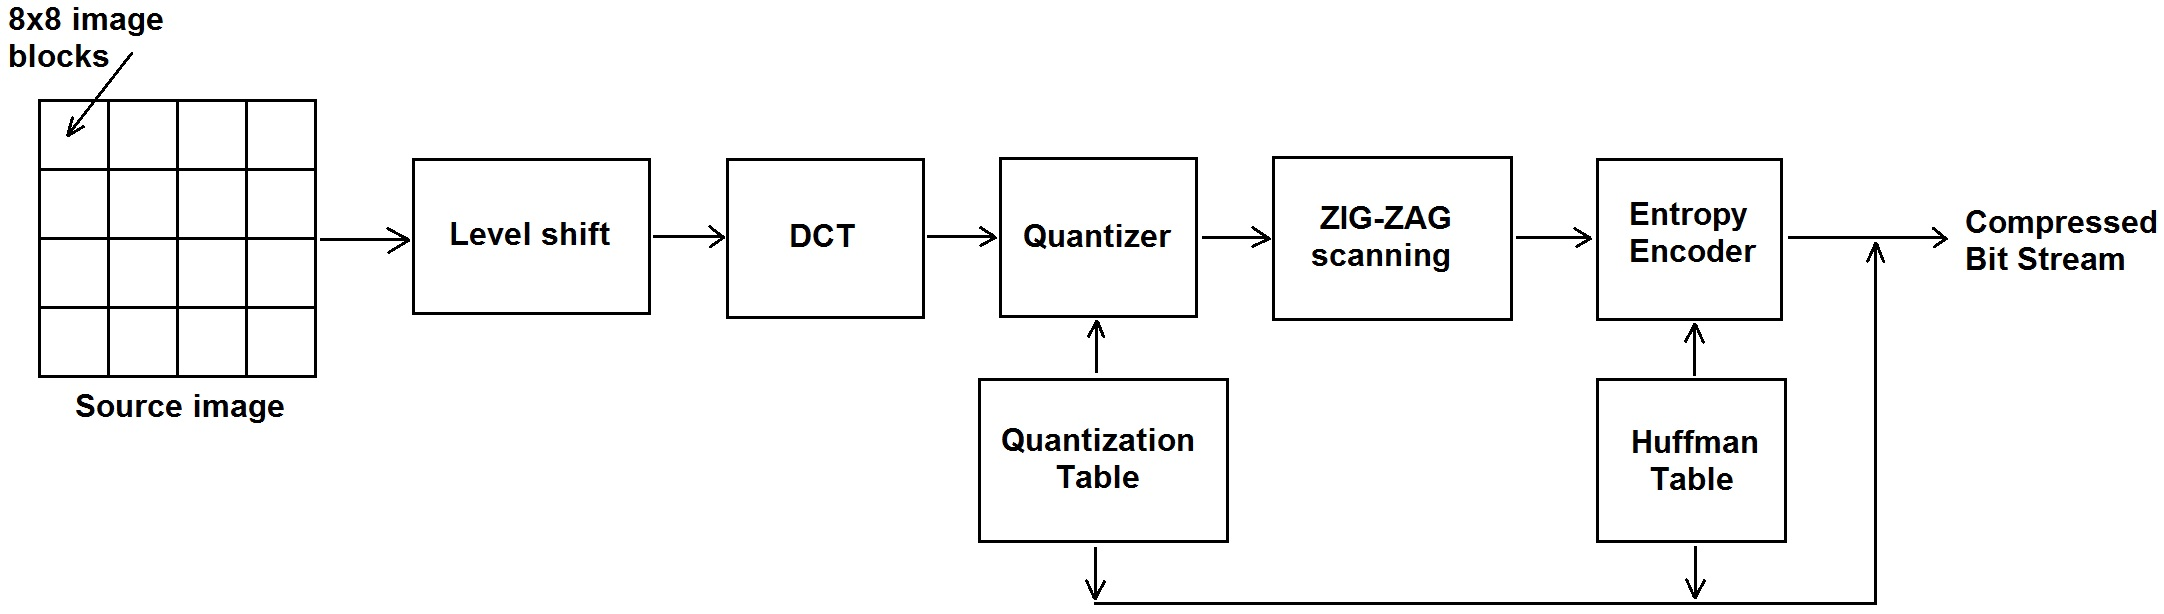 8x8 image
blocks
Source image
Level shift
DCT
Quantizer
ZIG-ZAG
scanning
Entropy
Encoder
Compressed
Bit Stream
Quantization
Table
Huffman
Table